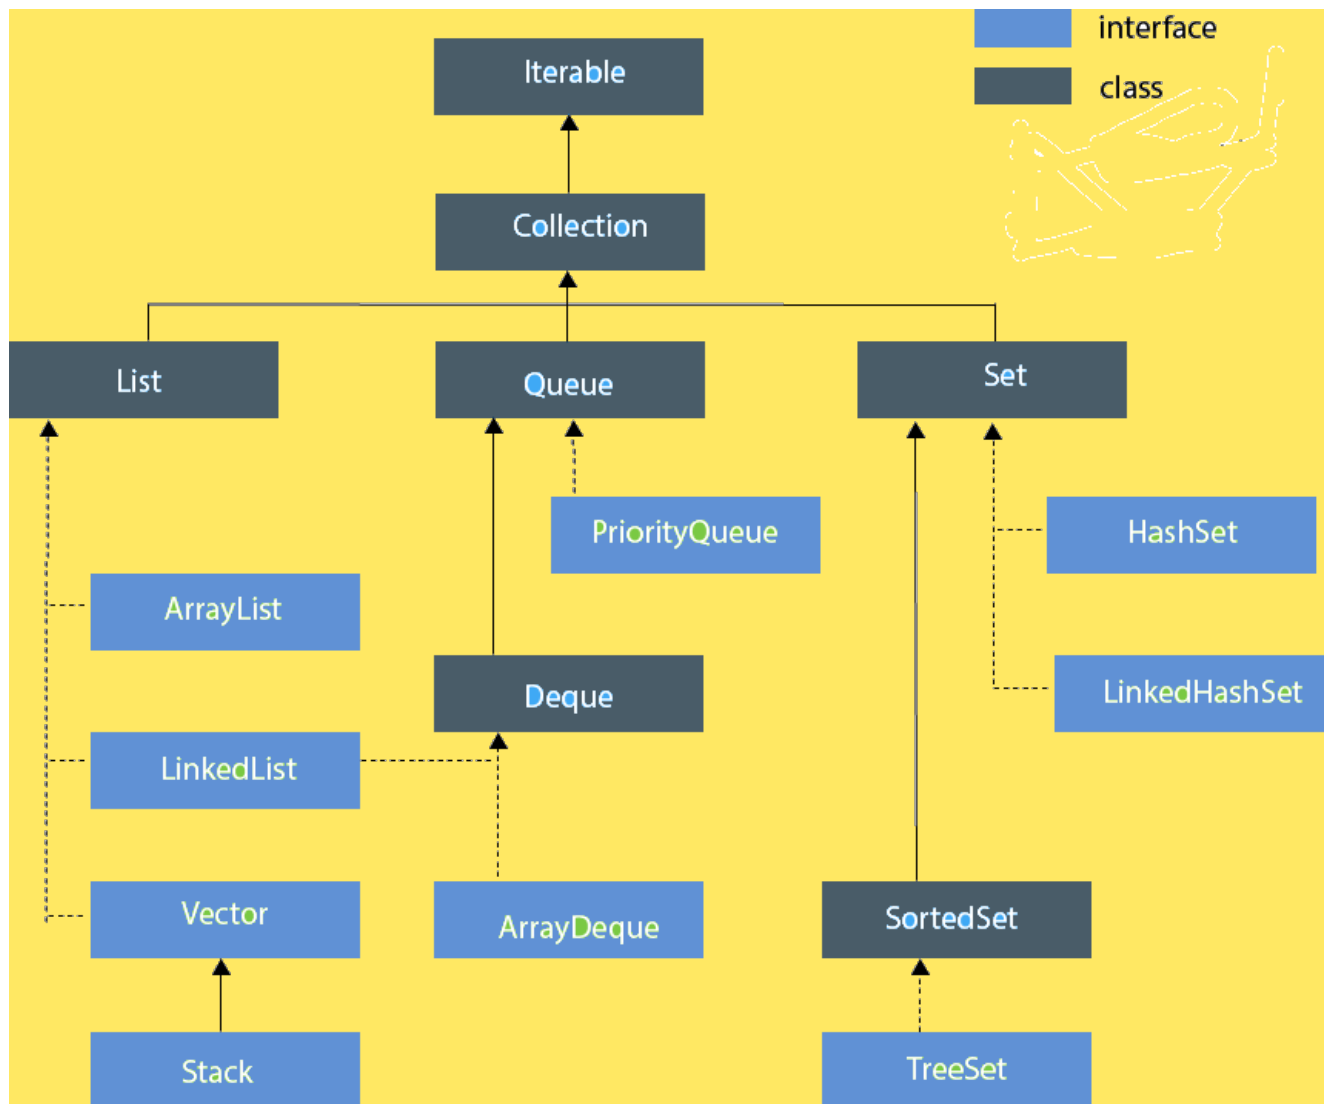 interface
class
Iterable
Collection
List
Queue
Set
PriorityQueue
HashSet
ArrayList
Deque
LinkedHashSet
LinkedList
Vector
ArrayDeque
SortedSet
Stack
TreeSet